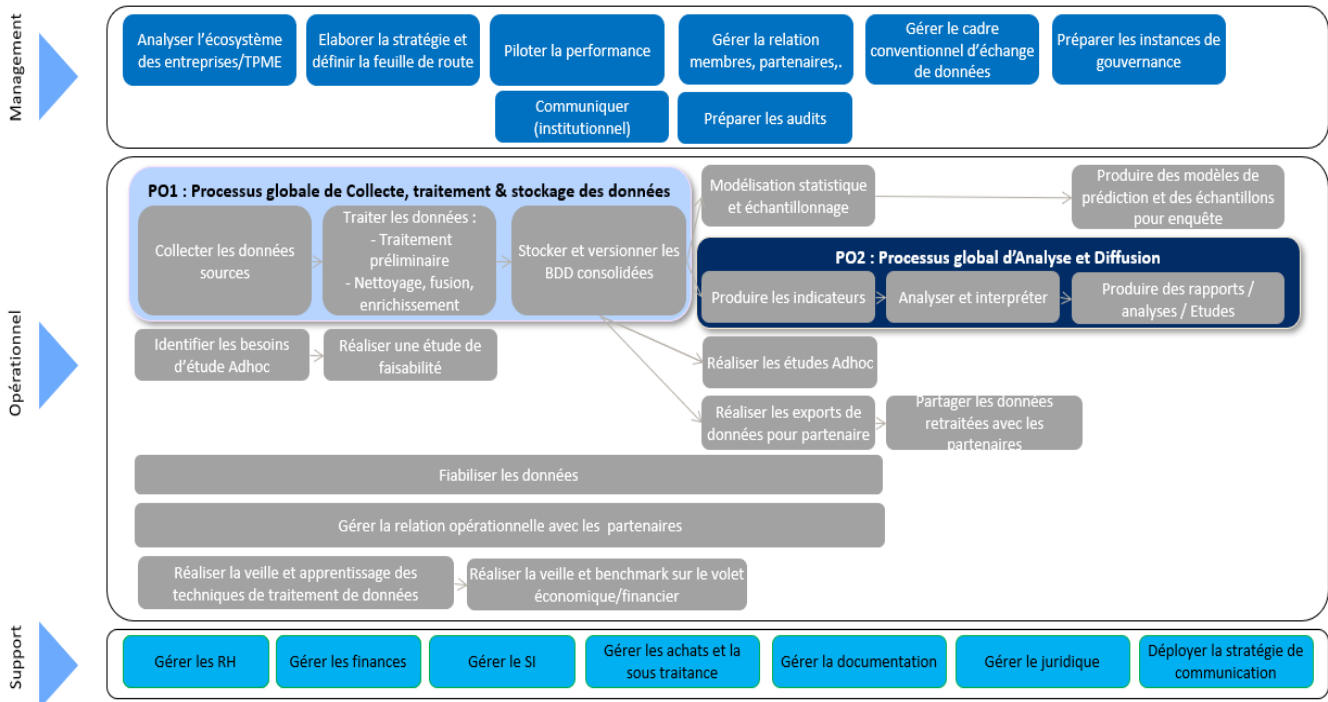 Management
Analyser l'écosystème
des entreprises/TPME
Elaborer la stratégie et
définir la feuille de route
Piloter la performance
Gérer la relation
membres, partenaires,.
Gérer le cadre
conventionnel d'échange
de données
Préparer les instances de
gouvernance
Communiquer
(institutionnel)
Préparer les audits
Opérationnel
PO1 : Processus globale de Collecte, traitement & stockage des données
Collecter les données
sources
Traiter les données :
- Traitement
préliminaire
- Nettoyage, fusion,
enrichissement
Stocker et versionner les
BDD consolidées
Modélisation statistique
et échantillonnage
Produire des modèles de
prédiction et des échantillons
pour enquête
PO2 : Processus global d'Analyse et Diffusion
Produire les indicateurs
Analyser et interpréter
Produire des rapports /
analyses / Etudes
Identifier les besoins
d'étude Adhoc
Réaliser une étude de
faisabilité
Réaliser les études Adhoc
Réaliser les exports de
données pour partenaire
Partager les données
retraitées avec les
partenaires
Fiabiliser les données
Gérer la relation opérationnelle avec les partenaires
Réaliser la veille et apprentissage des
techniques de traitement de données
Réaliser la veille et benchmark sur le volet
économique/financier
Support
Gérer les RH
Gérer les finances
Gérer le SI
Gérer les achats et la
sous traitance
Gérer la documentation
Gérer le juridique
Déployer la stratégie de
communication